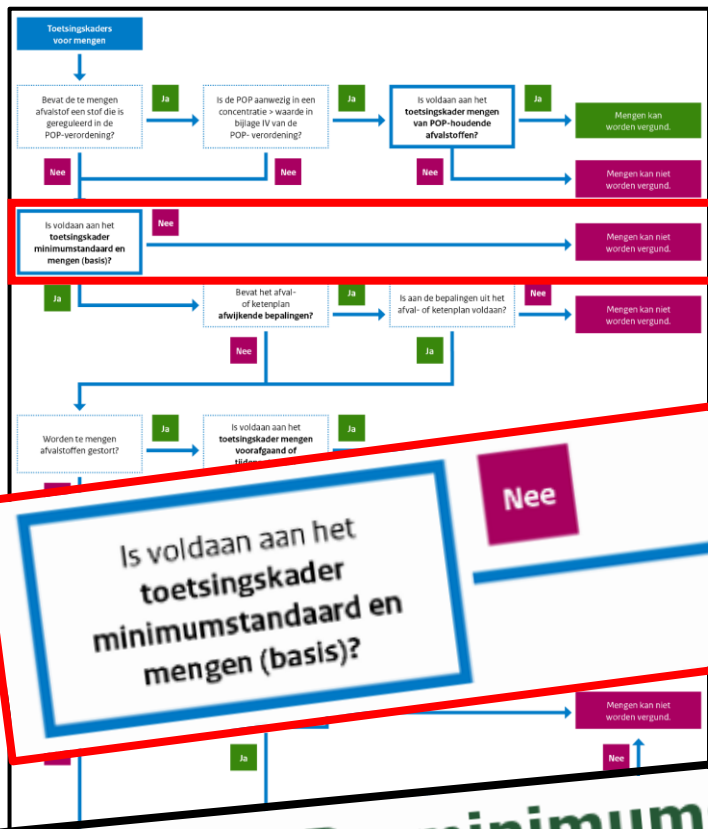 Toetsingskaders
voor mengen
Bevat de te mengen
afvalstof een stof die is
gereguleerd in de
POP-verordening?
Ja
Is de POP aanwezig in een
concentratie > waarde in
bijlage IV van de
POP- verordening?
Ja
Is voldaan aan het
toetsingskader mengen
van POP-houdende
afvalstoffen?
Ja
Mengen kan
worden vergund.
Nee
Nee
Nee
Mengen kan niet
worden vergund.
Is voldaan aan het
toetsingskader
minimumstandaard en
mengen (basis)?
Nee
Mengen kan niet
worden vergund.
Ja
Bevat het afval-
of ketenplan
afwijkende bepalingen?
Ja
Is aan de bepalingen uit het
afval- of ketenplan voldaan?
Nee
Mengen kan niet
worden vergund.
Nee
Ja
Worden te mengen
afvalstoffen gestort?
Ja
Is voldaan aan het
toetsingskader mengen
voorafgaand of
Ja
Is voldaan aan het
toetsingskader
minimumstandaard en
mengen (basis)?
Nee
Mengen kan niet
worden vergund.
Ja
Nee